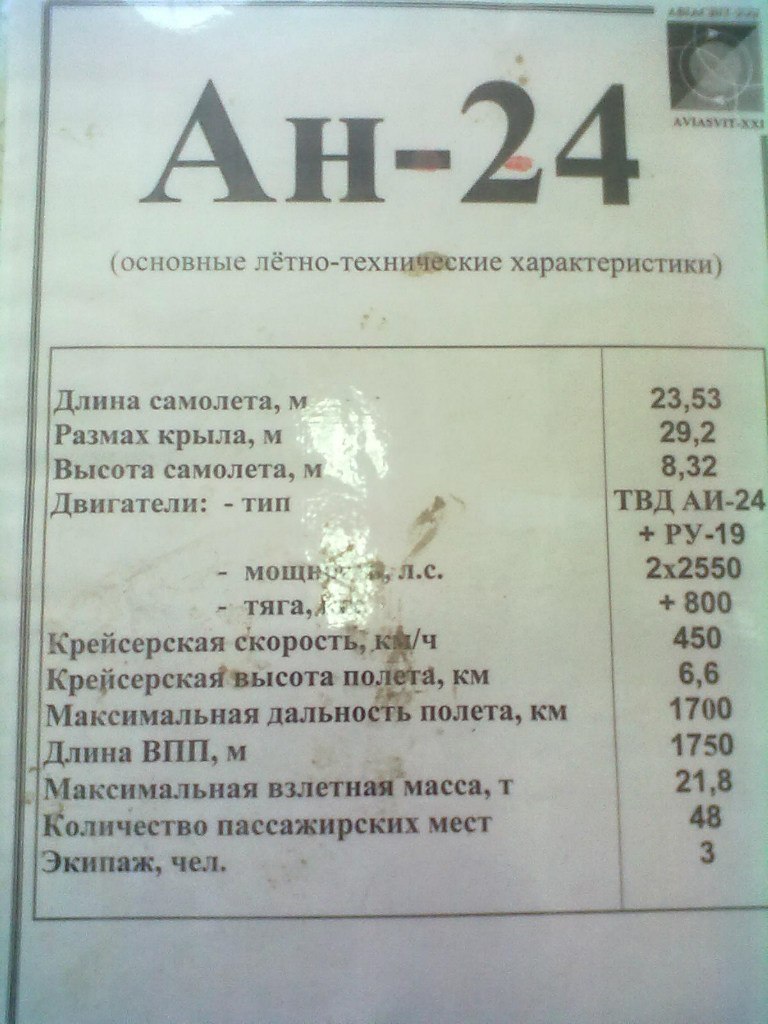 AVIASVIT-XXI
Ан-24
(основные лётно-технические характеристики)
Длина самолета, м 23,53
Размах крыла, м 29,2
Высота самолета, м 8,32
Двигатели: - тип ТВД АИ-24
+ РУ-19
- л.с. 2х2550
- тяга, + 800
Крейсерская скорость, км/ч 450
Крейсерская высота полета, км 6,6
Максимальная дальность полета, км 1700
Длина ВПП, м 1750
Максимальная взлетная масса, т 21,8
Количество пассажирских мест 48
Экипаж, чел. 3